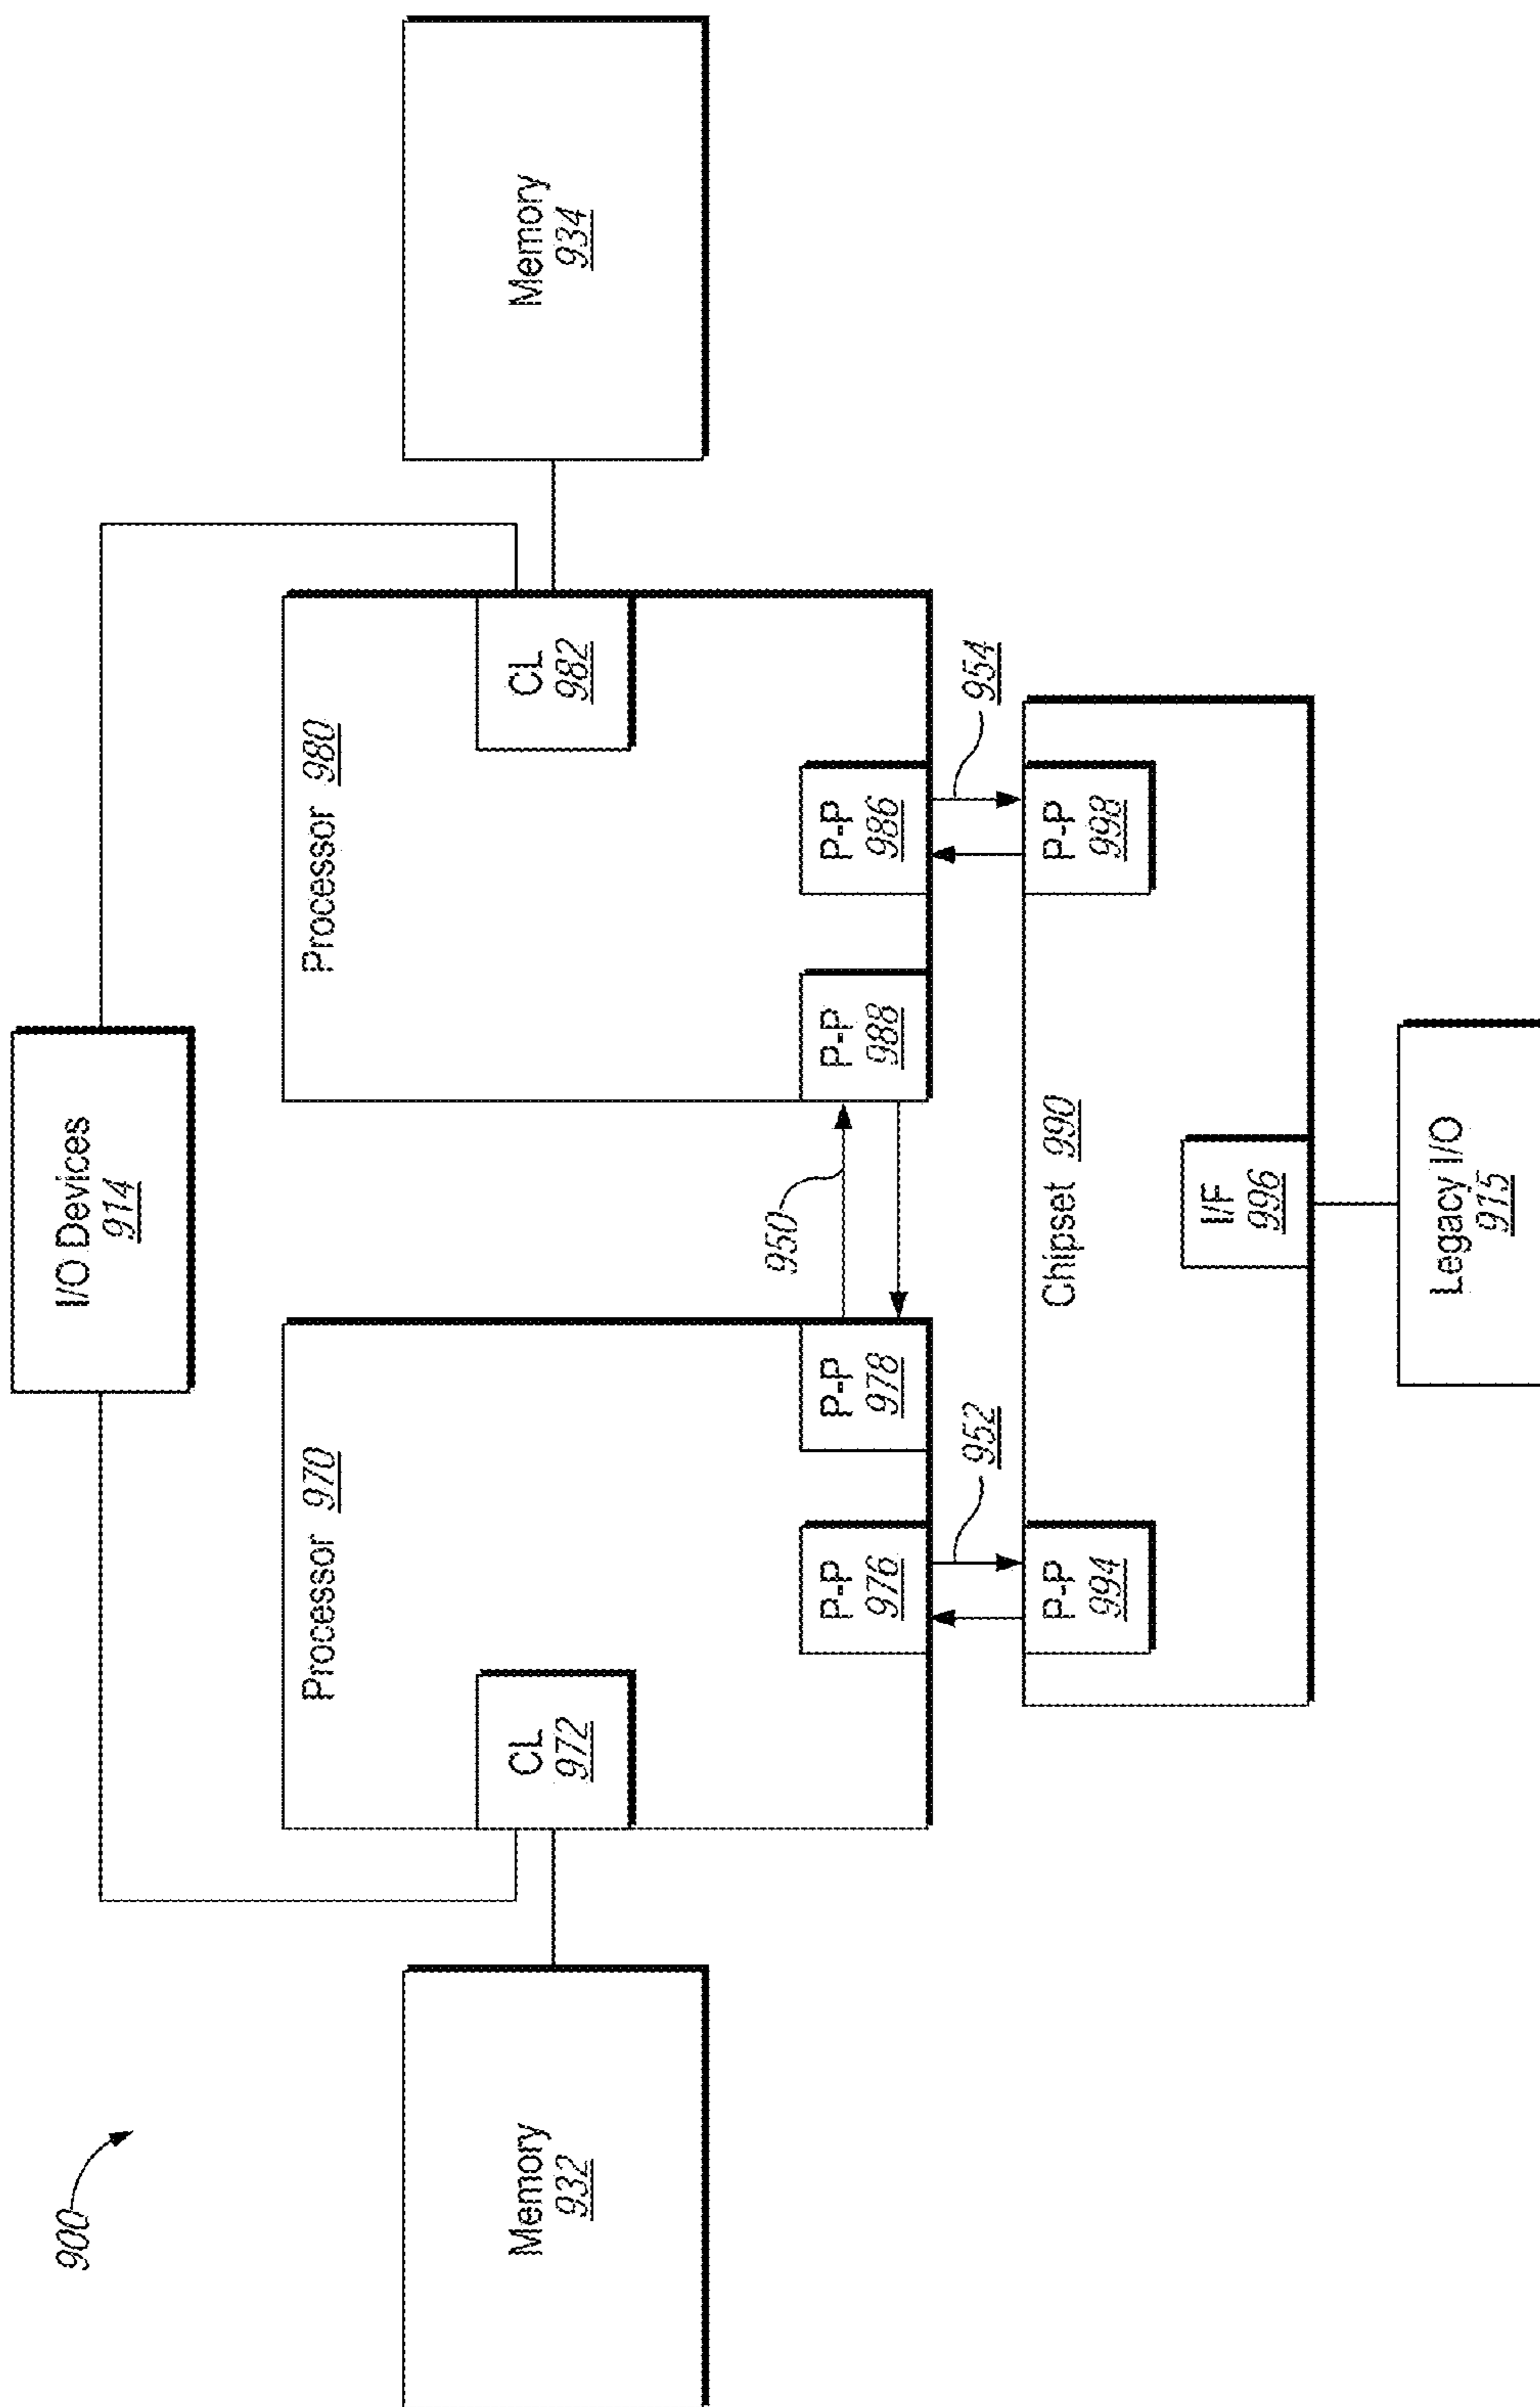 900
I/O Devices
914
Memory
932
Processor 970
CL
972
P-P
976
P-P
978
950
Processor 980
CL
982
P-P
988
P-P
986
Memory
934
952
954
P-P
994
Chipset 990
P-P
998
I/F
996
Legacy I/O
915